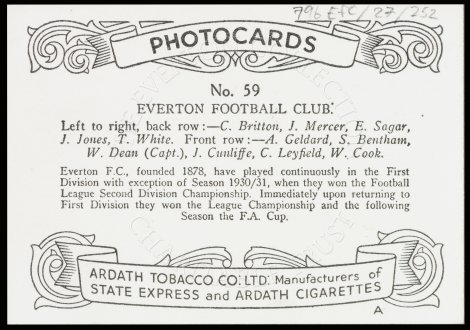 796 EFC/27/252
PHOTOCARDS
No. 59
EVERTON FOOTBALL CLUB.
Left to right, back row:—C. Britton, J. Mercer, E. Sagar,
J. Jones, T. White. Front row:—A. Geldard, S. Bentham,
W. Dean (Capt.), J. Cunliffe, C. Leyfield, W. Cook.
Everton F.C., founded 1878, have played continuously in the First
Division with exception of Season 1930/31, when they won the Football
League Second Division Championship. Immediately upon returning to
First Division they won the League Championship and the following
Season the F.A. Cup.
ARDATH TOBACCO CO. LTD. Manufacturers of
STATE EXPRESS and ARDATH CIGARETTES
A